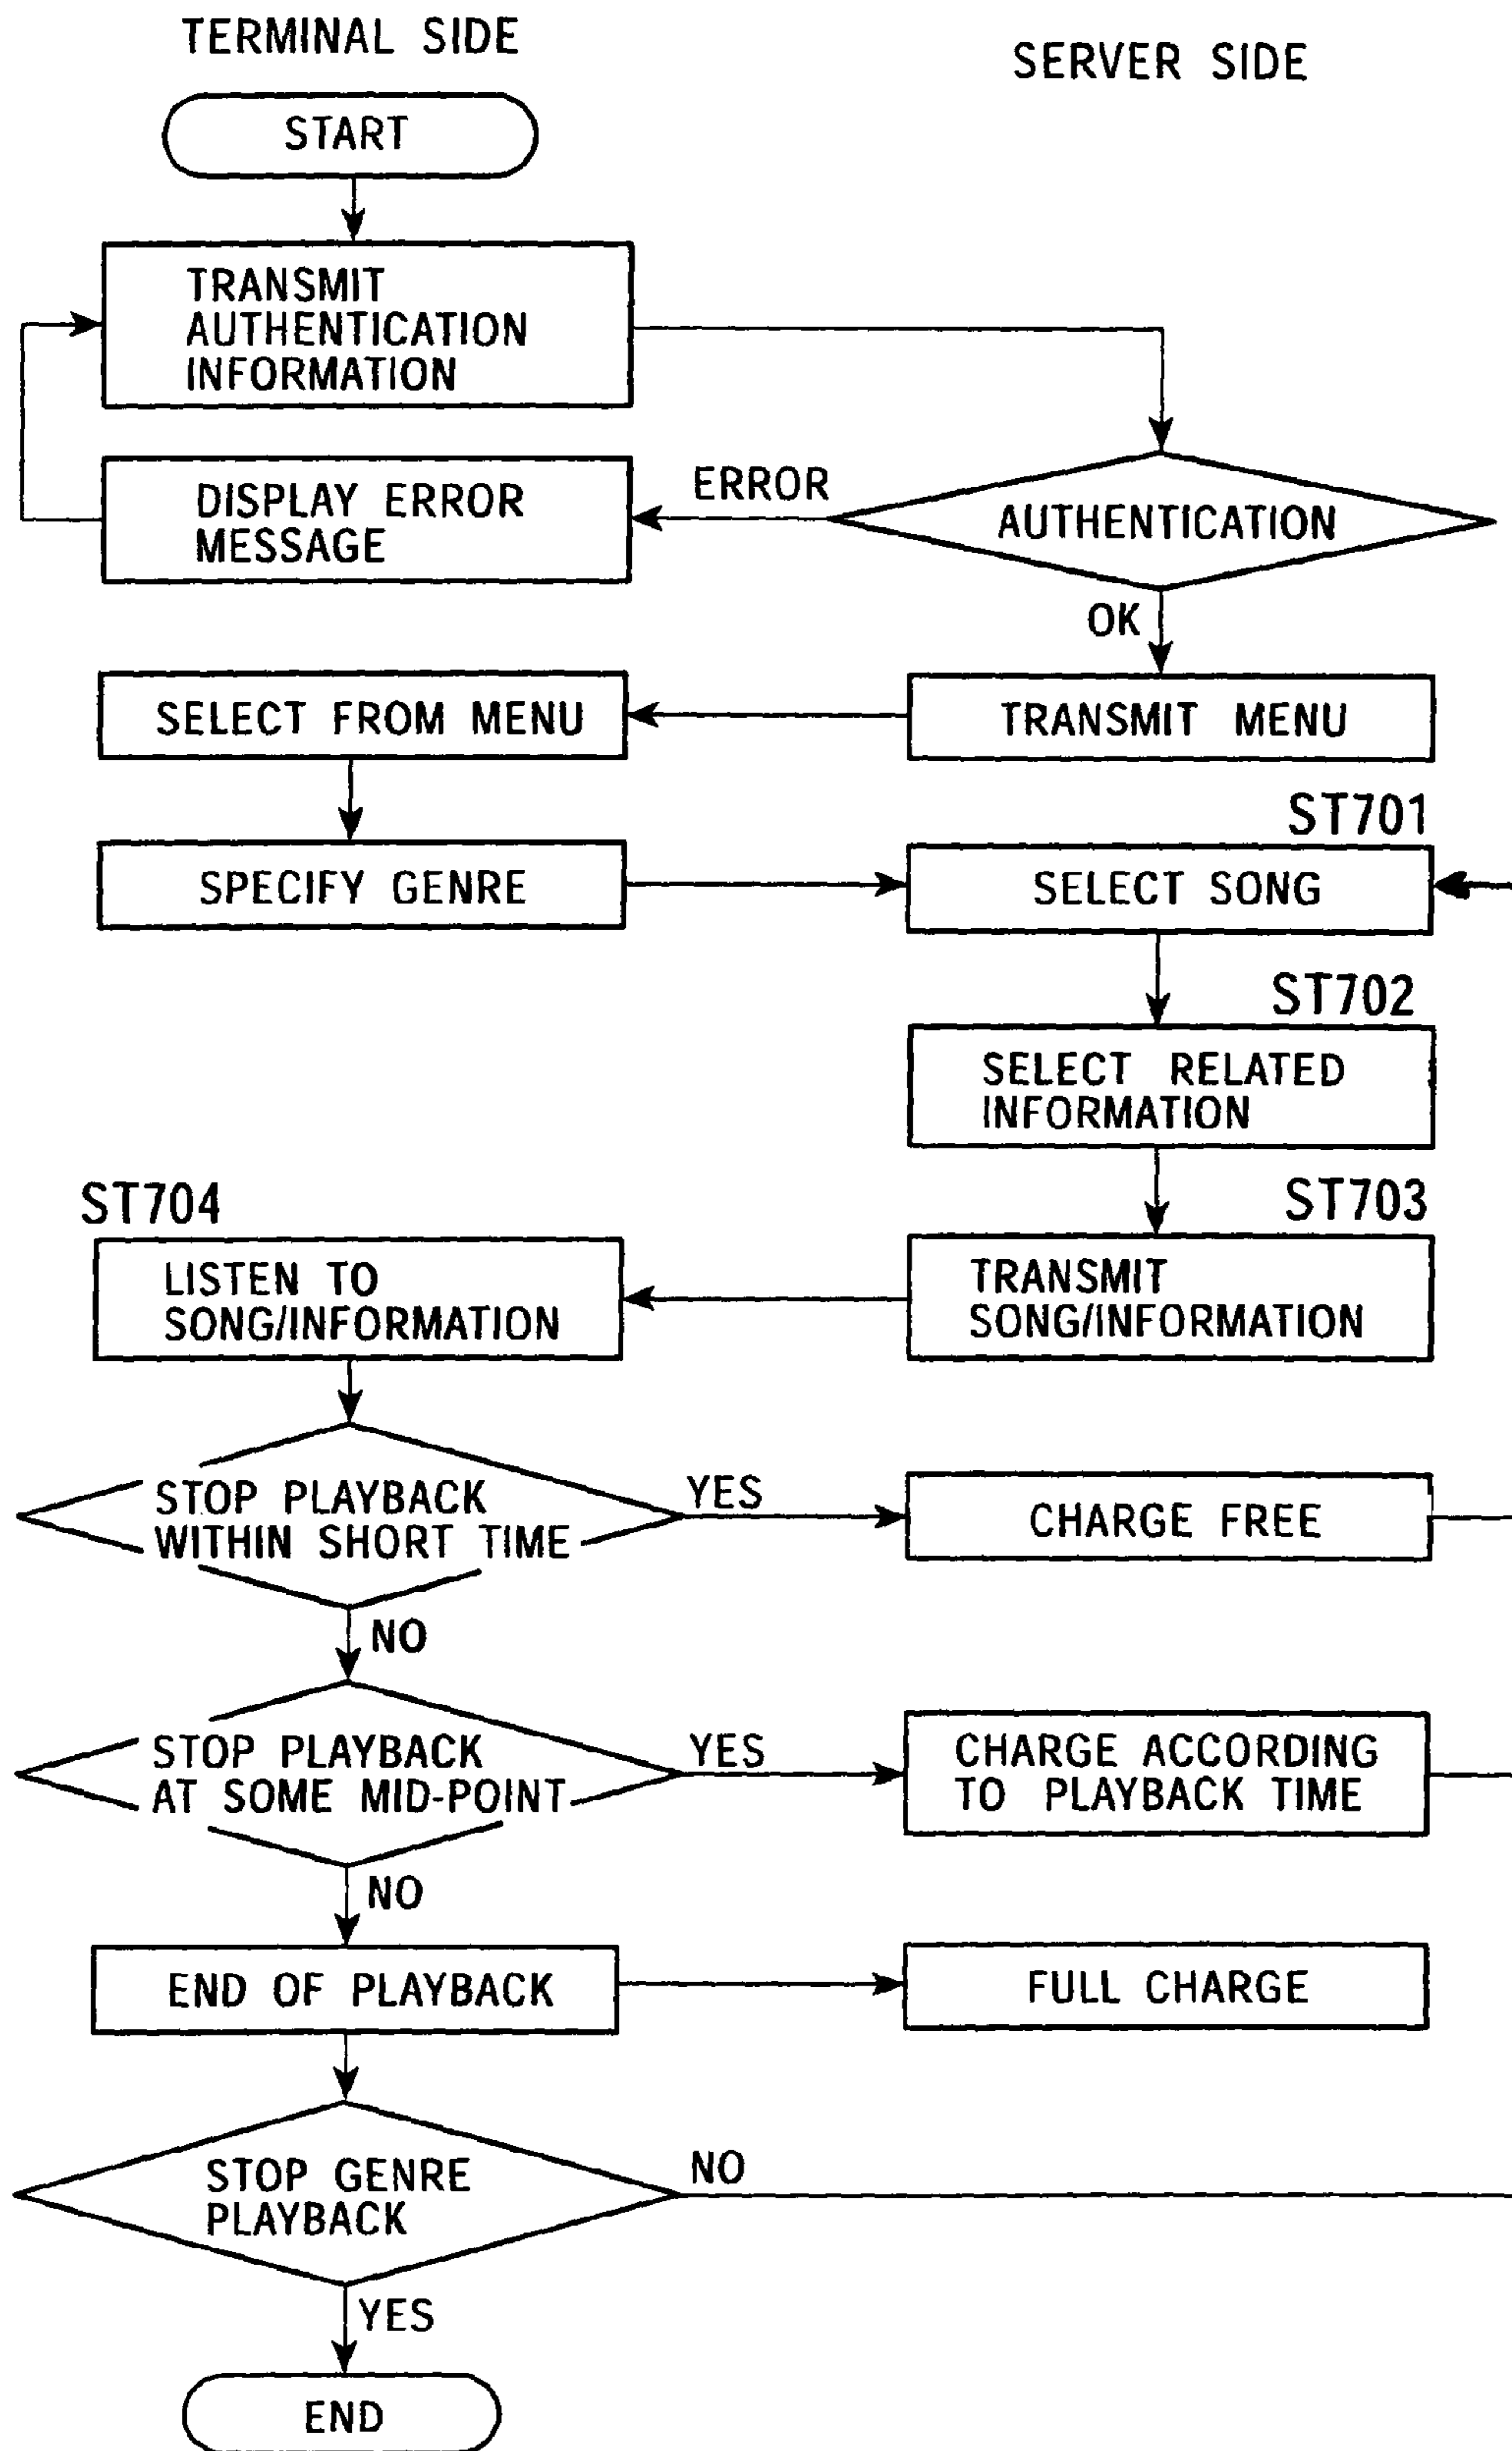 TERMINAL SIDE
SERVER SIDE
START
TRANSMIT
AUTHENTICATION
INFORMATION
DISPLAY ERROR
MESSAGE
ERROR
AUTHENTICATION
OK
SELECT FROM MENU
TRANSMIT MENU
ST701
SPECIFY GENRE
SELECT SONG
ST702
SELECT RELATED
INFORMATION
ST704
ST703
LISTEN TO
SONG/INFORMATION
TRANSMIT
SONG/INFORMATION
STOP PLAYBACK
WITHIN SHORT TIME
YES
CHARGE FREE
NO
STOP PLAYBACK
AT SOME MID-POINT
YES
CHARGE ACCORDING
TO PLAYBACK TIME
NO
END OF PLAYBACK
FULL CHARGE
STOP GENRE
PLAYBACK
NO
YES
END